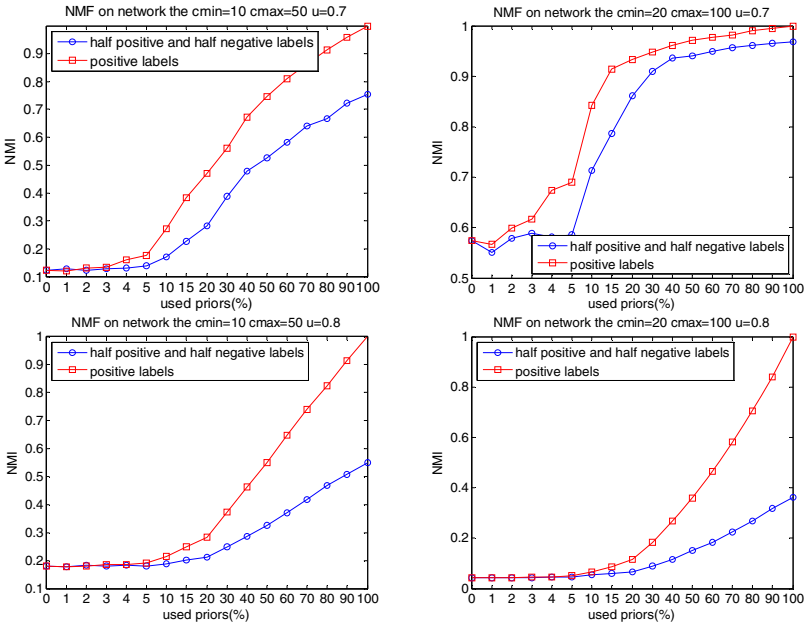 NMF on network the cmin=10 cmax=50 u=0.7
1
0.9
0.8
0.7
0.6
0.5
0.4
0.3
0.2
0.1
NMI
half positive and half negative labels
positive labels
0 1 2 3 4 5 10 15 20 30 40 50 60 70 80 90 100
used priors(%)
NMF on network the cmin=20 cmax=100 u=0.7
1
0.9
0.8
0.7
0.6
0.5
NMI
half positive and half negative labels
positive labels
0 1 2 3 4 5 10 15 20 30 40 50 60 70 80 90 100
used priors(%)
NMF on network the cmin=10 cmax=50 u=0.8
1
0.9
0.8
0.7
0.6
0.5
0.4
0.3
0.2
0.1
NMI
half positive and half negative labels
positive labels
0 1 2 3 4 5 10 15 20 30 40 50 60 70 80 90 100
used priors(%)
NMF on network the cmin=20 cmax=100 u=0.8
1
0.8
0.6
0.4
0.2
0
NMI
half positive and half negative labels
positive labels
0 1 2 3 4 5 10 15 20 30 40 50 60 70 80 90 100
used priors(%)